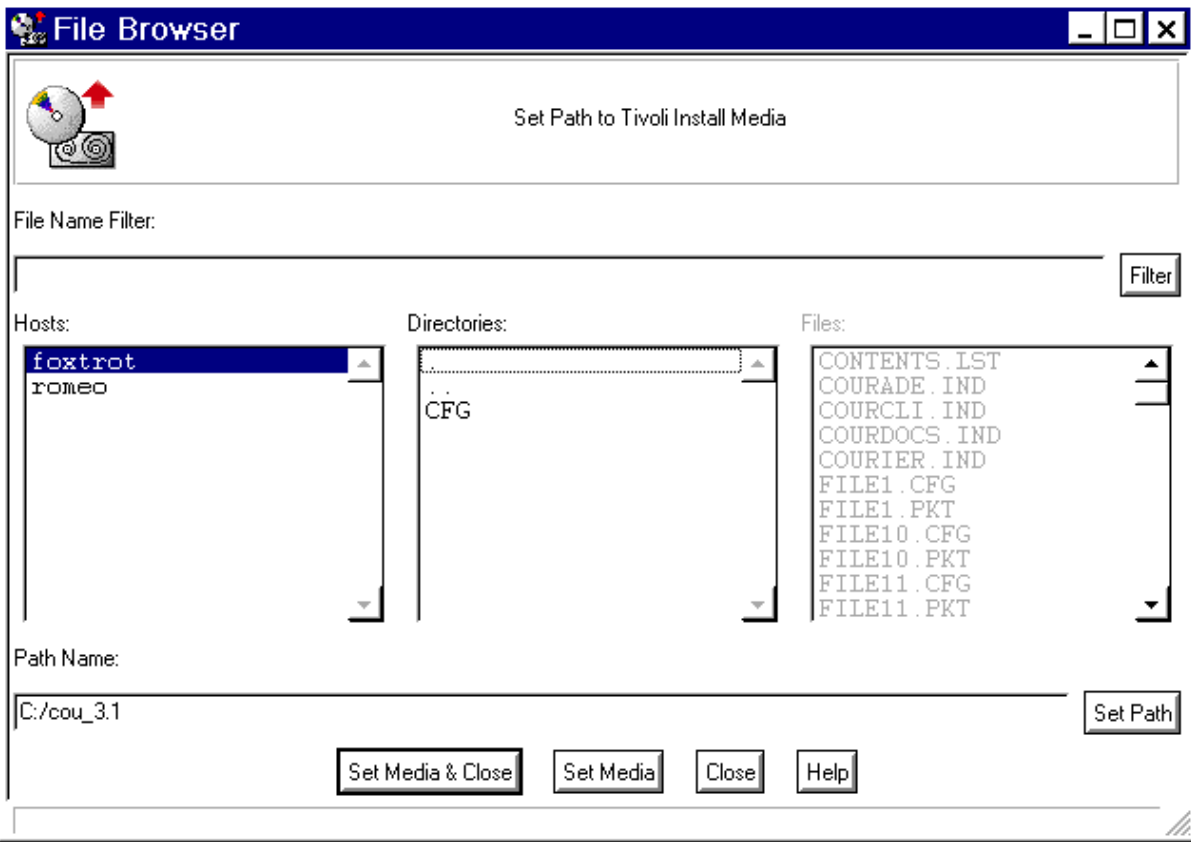 File Browser
Set Path to Tivoli Install Media
File Name Filter:
Filter
Hosts:
Directories:
Files:
foxtrot
romeo
.
..
CFG
CONTENTS.LST
COURADE.IND
COURCLI.IND
COURDOCS.IND
COURIER.IND
FILE1.CFG
FILE1.PKT
FILE10.CFG
FILE10.PKT
FILE11.CFG
FILE11.PKT
Path Name:
C:/cou_3.1
Set Path
Set Media & Close
Set Media
Close
Help